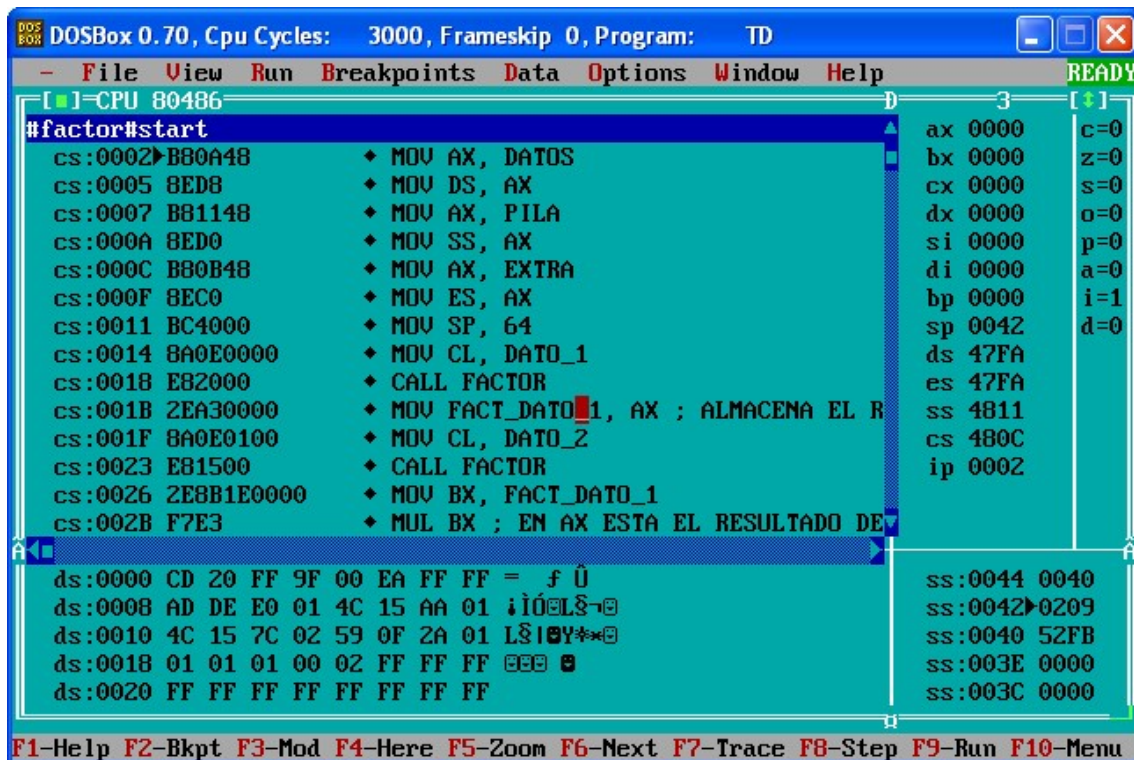 DOSBox 0.70, Cpu Cycles: 3000, Frameskip 0, Program: TD
- File View Run Breakpoints Data Options Window Help READY
[■]=CPU 80486 D 3 [↕]
#factor#start ax 0000 c=0
cs:0002►B80A48 ♦ MOV AX, DATOS bx 0000 z=0
cs:0005 8ED8 ♦ MOV DS, AX cx 0000 s=0
cs:0007 B81148 ♦ MOV AX, PILA dx 0000 o=0
cs:000A 8ED0 ♦ MOV SS, AX si 0000 p=0
cs:000C B80B48 ♦ MOV AX, EXTRA di 0000 a=0
cs:000F 8EC0 ♦ MOV ES, AX bp 0000 i=1
cs:0011 BC4000 ♦ MOV SP, 64 sp 0042 d=0
cs:0014 8A0E0000 ♦ MOV CL, DATO_1 ds 47FA
cs:0018 E82000 ♦ CALL FACTOR es 47FA
cs:001B 2EA30000 ♦ MOV FACT_DATO_1, AX ; ALMACENA EL R ss 4811
cs:001F 8A0E0100 ♦ MOV CL, DATO_2 cs 480C
cs:0023 E81500 ♦ CALL FACTOR ip 0002
cs:0026 2E8B1E0000 ♦ MOV BX, FACT_DATO_1
cs:002B F7E3 ♦ MUL BX ; EN AX ESTA EL RESULTADO DE
ds:0000 CD 20 FF 9F 00 EA FF FF = ƒ Û ss:0044 0040
ds:0008 AD DE E0 01 4C 15 AA 01 ¡ÌÓ☺L§¬☺ ss:0042►0209
ds:0010 4C 15 7C 02 59 0F 2A 01 L§|☻Y☼*☺ ss:0040 52FB
ds:0018 01 01 01 00 02 FF FF FF ☺☺☺ ☻ ss:003E 0000
ds:0020 FF FF FF FF FF FF FF FF ss:003C 0000
F1-Help F2-Bkpt F3-Mod F4-Here F5-Zoom F6-Next F7-Trace F8-Step F9-Run F10-Menu